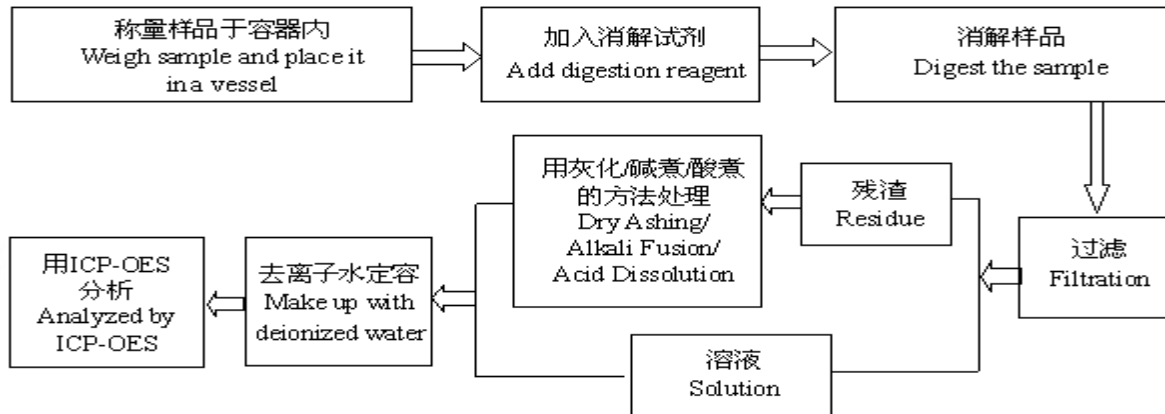 称量样品于容器内
Weigh sample and place it
in a vessel
加入消解试剂
Add digestion reagent
消解样品
Digest the sample
过滤
Filtration
残渣
Residue
用灰化/碱煮/酸煮
的方法处理
Dry Ashing/
Alkali Fusion/
Acid Dissolution
溶液
Solution
去离子水定容
Make up with
deionized water
用ICP-OES
分析
Analyzed by
ICP-OES